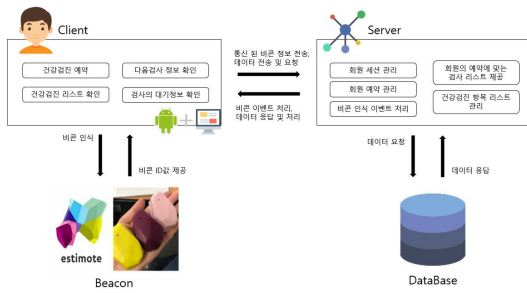 Client
Server
건강검진 예약
다음검사 정보 확인
건강검진 리스트 확인
검사의 대기정보 확인
통신 된 비콘 정보 전송,
데이터 전송 및 요청
비콘 이벤트 처리,
데이터 응답 및 처리
회원 세션 관리
회원 예약 관리
비콘 인식 이벤트 처리
회원의 예약에 맞는
검사 리스트 제공
건강검진 항목 리스트
관리
비콘 인식
비콘 ID값 제공
데이터 요청
데이터 응답
estimote
Beacon
DataBase